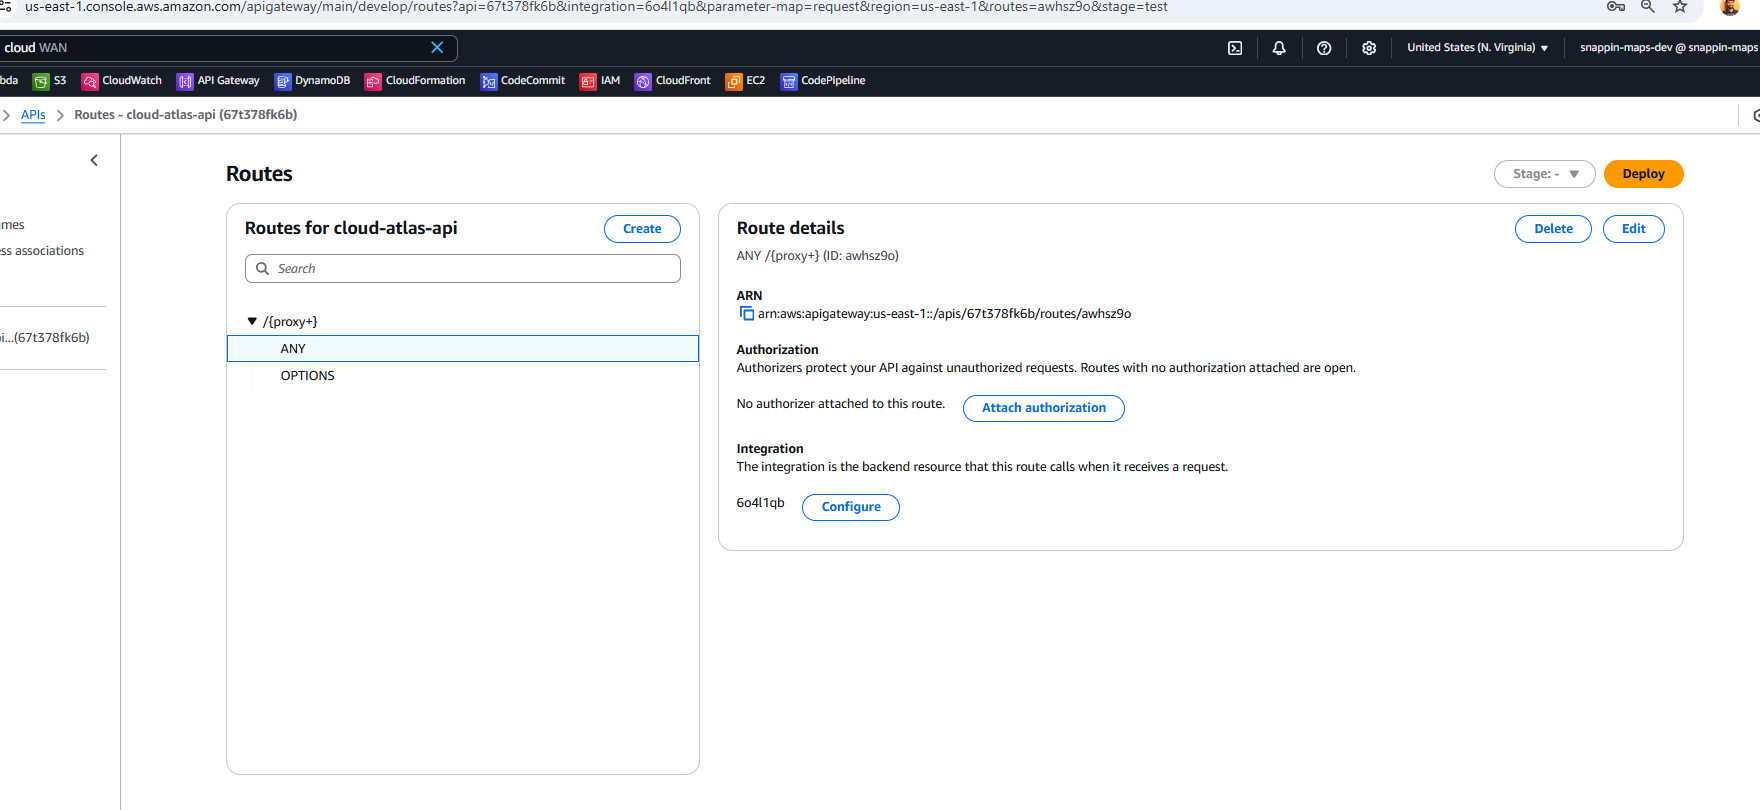 us-east-1.console.aws.amazon.com/apigateway/main/develop/routes?api=67t378fk6b&integration=6o4l1qb&parameter-map=request&region=us-east-1&routes=awhsz9o&stage=test
cloud WAN
United States (N. Virginia)
snappin-maps-dev @ snappin-maps
bda
S3
CloudWatch
API Gateway
DynamoDB
CloudFormation
CodeCommit
IAM
CloudFront
EC2
CodePipeline
APIs
Routes - cloud-atlas-api (67t378fk6b)
mes
ss associations
i...(67t378fk6b)
Routes
Stage: -
Deploy
Routes for cloud-atlas-api
Create
Search
/{proxy+}
ANY
OPTIONS
Route details
Delete
Edit
ANY /{proxy+} (ID: awhsz9o)
ARN
arn:aws:apigateway:us-east-1::/apis/67t378fk6b/routes/awhsz9o
Authorization
Authorizers protect your API against unauthorized requests. Routes with no authorization attached are open.
No authorizer attached to this route.
Attach authorization
Integration
The integration is the backend resource that this route calls when it receives a request.
6o4l1qb
Configure